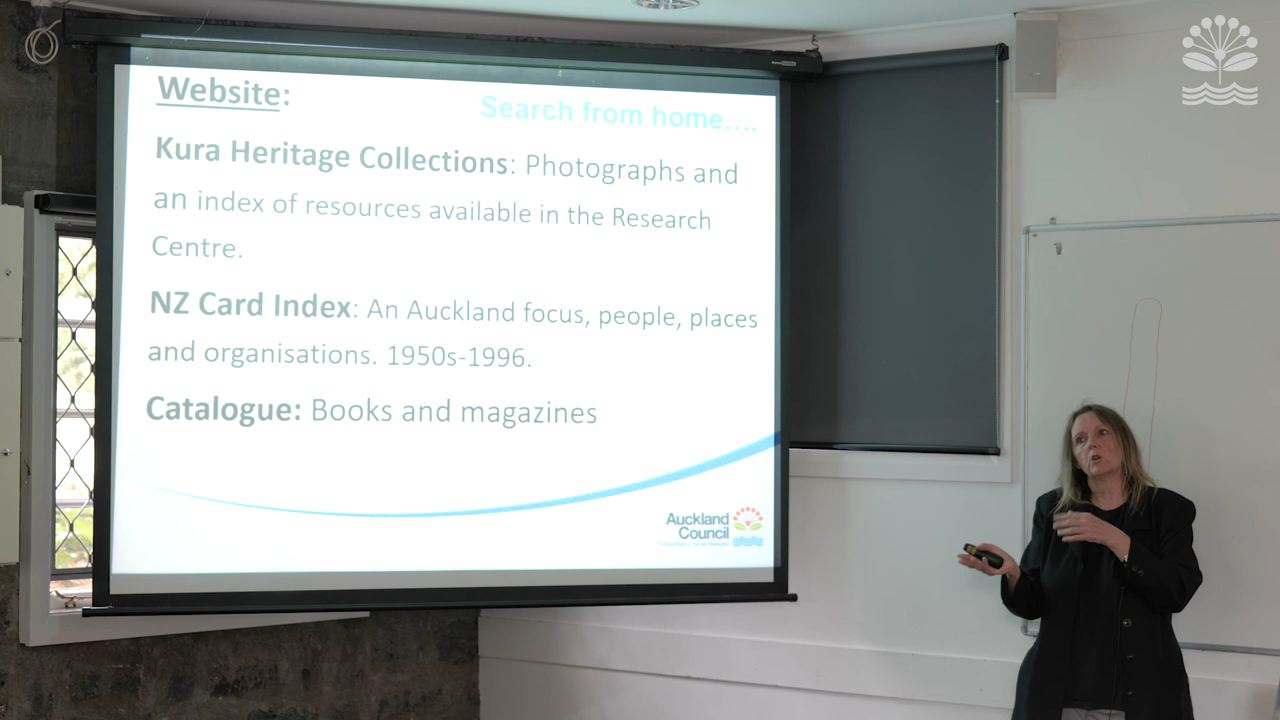 Website:
Search from home....
Kura Heritage Collections: Photographs and
an index of resources available in the Research
Centre.
NZ Card Index: An Auckland focus, people, places
and organisations. 1950s-1996.
Catalogue: Books and magazines
Auckland
Council